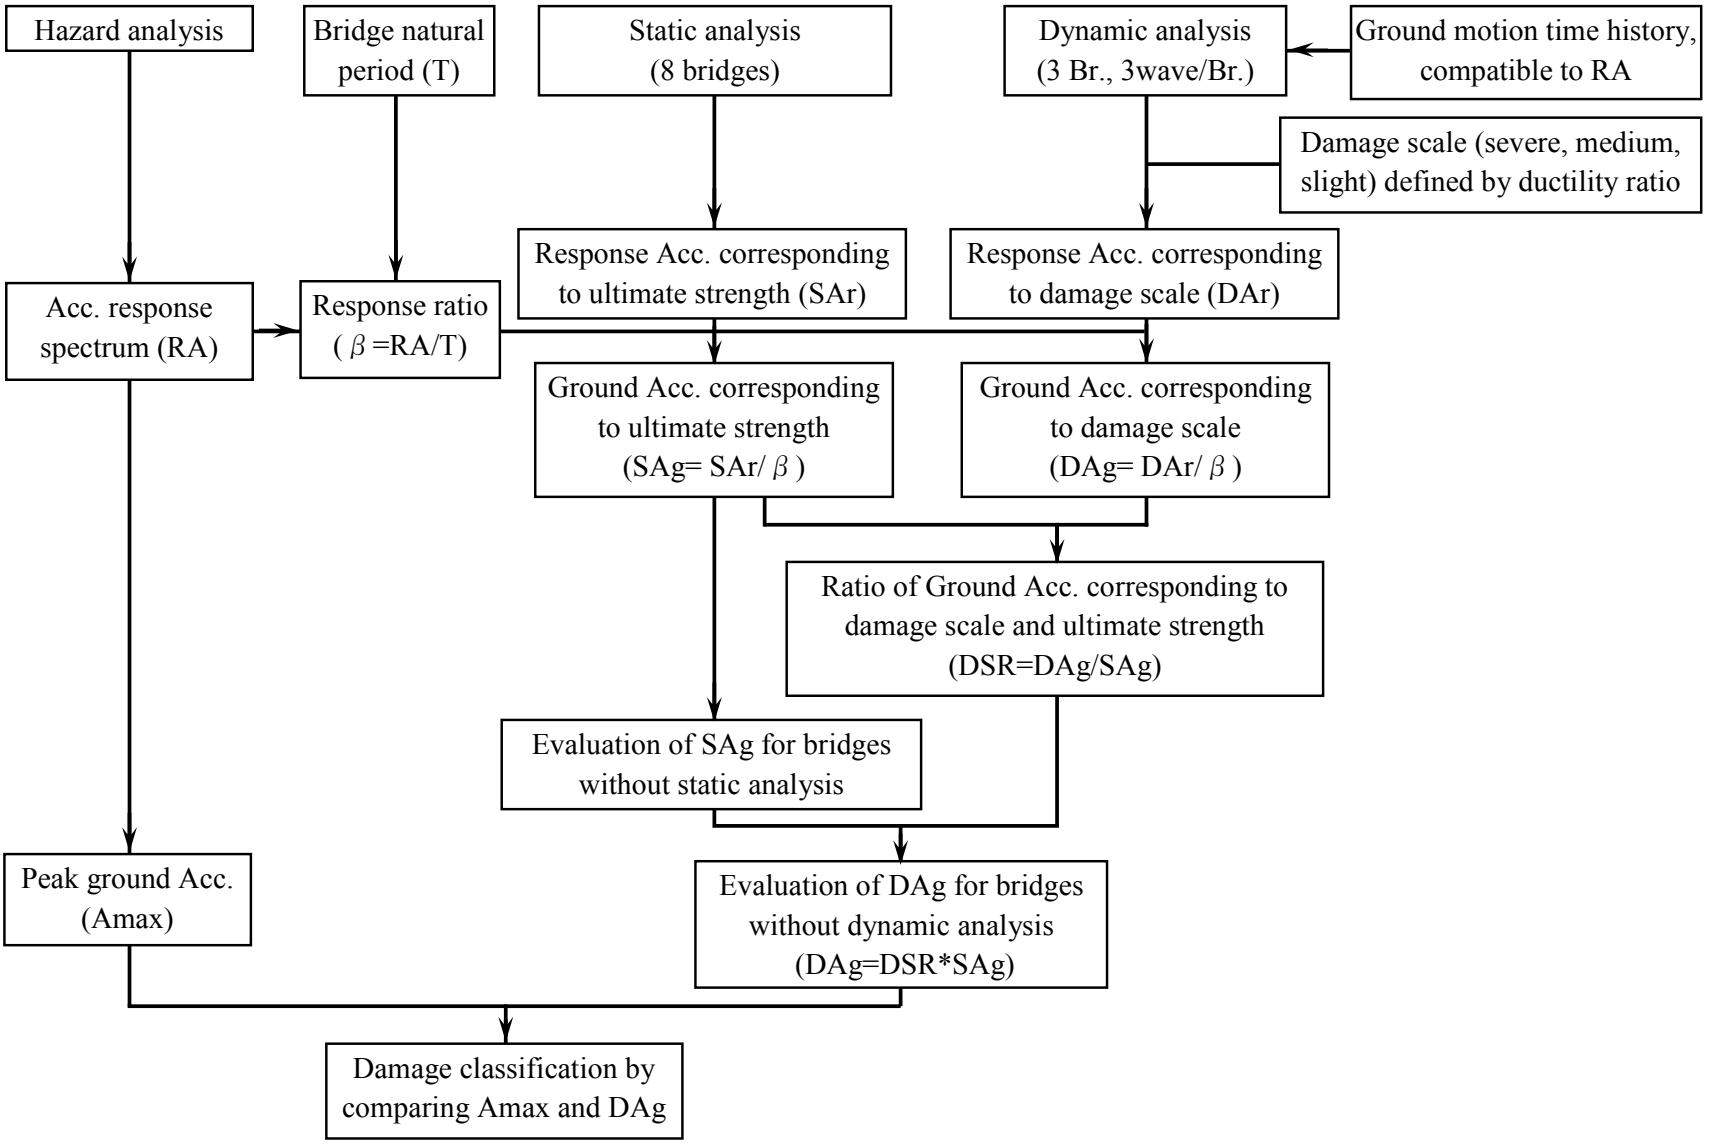 Hazard analysis
Bridge natural
period (T)
Static analysis
(8 bridges)
Dynamic analysis
(3 Br., 3wave/Br.)
Ground motion time history,
compatible to RA
Damage scale (severe, medium,
slight) defined by ductility ratio
Response Acc. corresponding
to ultimate strength (SAr)
Response Acc. corresponding
to damage scale (DAr)
Acc. response
spectrum (RA)
Response ratio
( β =RA/T)
Ground Acc. corresponding
to ultimate strength
(SAg= SAr/ β )
Ground Acc. corresponding
to damage scale
(DAg= DAr/ β )
Ratio of Ground Acc. corresponding to
damage scale and ultimate strength
(DSR=DAg/SAg)
Evaluation of SAg for bridges
without static analysis
Peak ground Acc.
(Amax)
Evaluation of DAg for bridges
without dynamic analysis
(DAg=DSR*SAg)
Damage classification by
comparing Amax and DAg